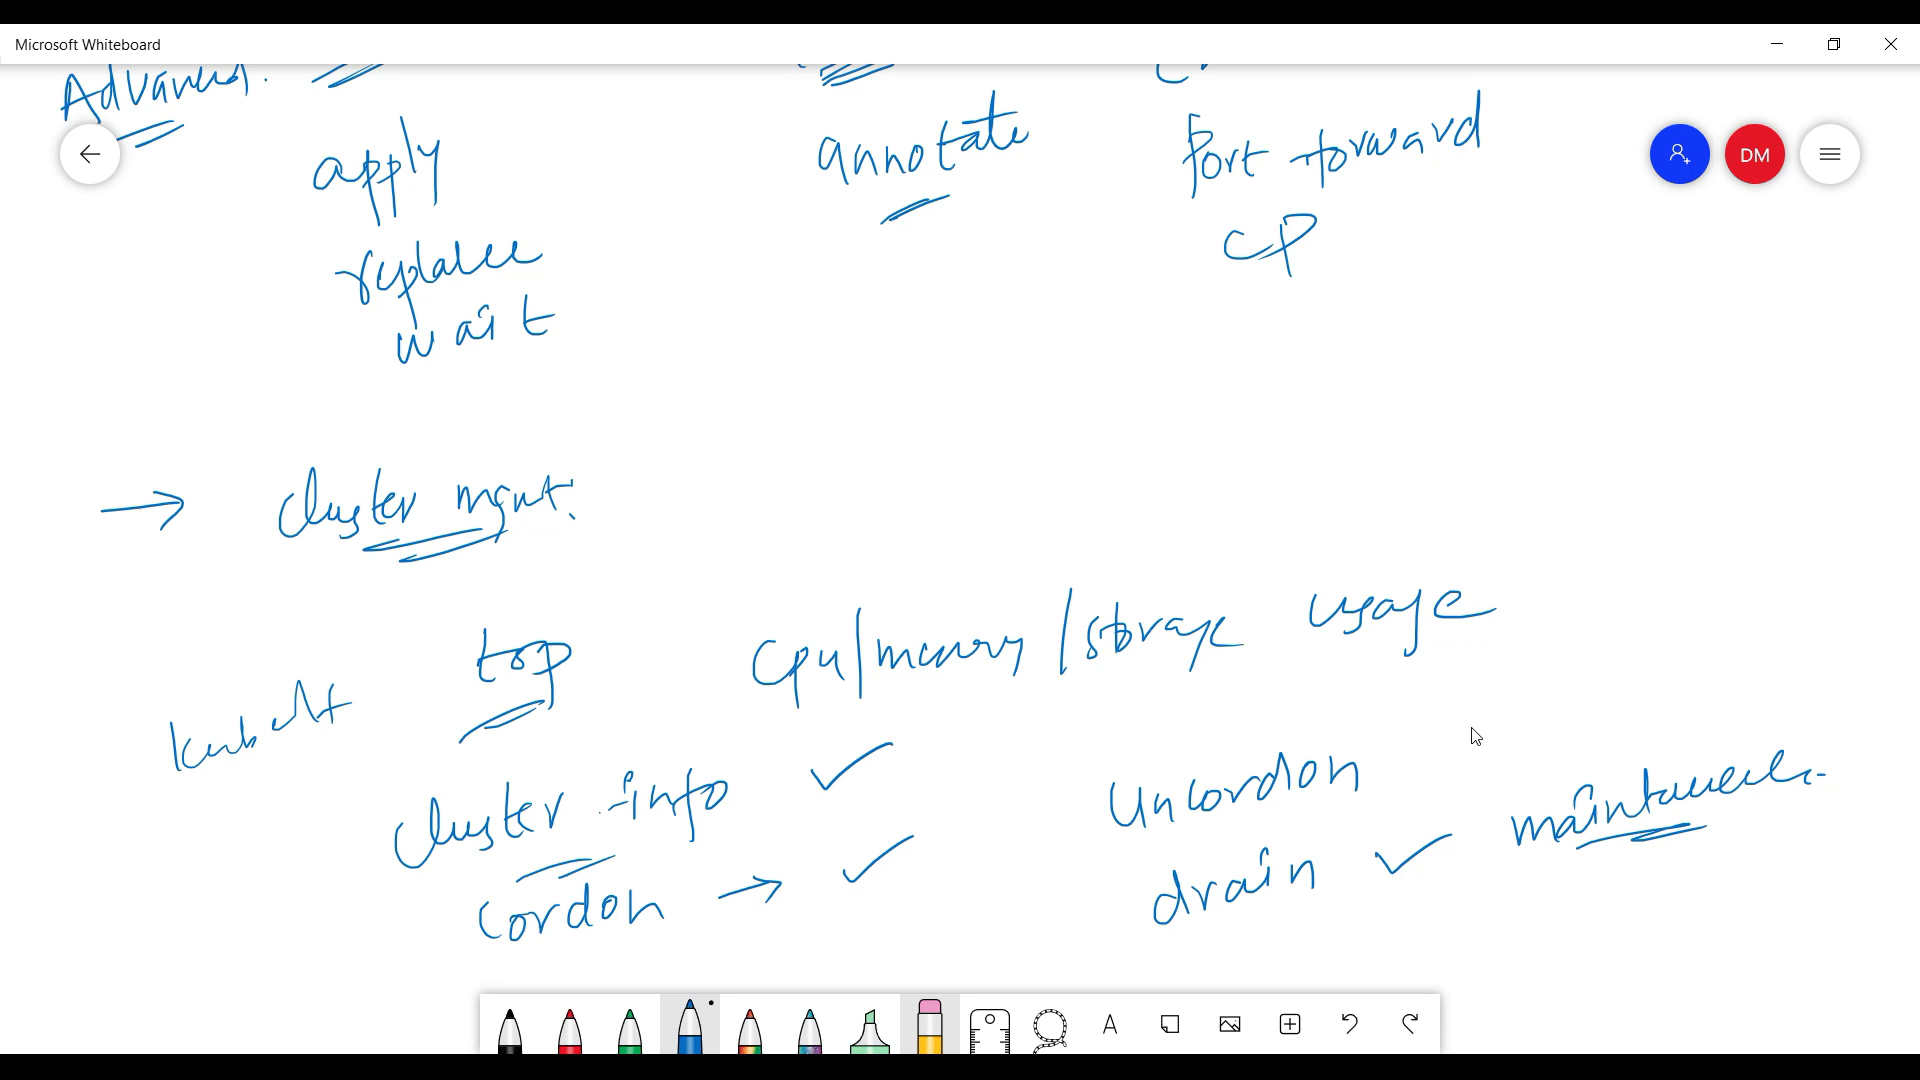 Microsoft Whiteboard
Advanced.
apply
annotate
Port-forward
replace
CP
wait
→ Cluster mgmt:
kubectl top cpu/memory/storage usage
cluster-info ✓ Uncordon
cordon → ✓ drain ✓ maintanence.
DM
A